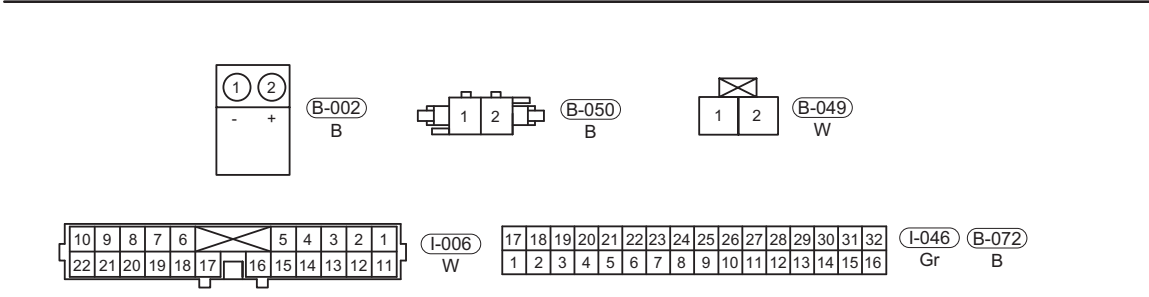 1 2
- +
B-002
B
1 2
B-050
B
1 2
B-049
W
10 9 8 7 6 5 4 3 2 1
22 21 20 19 18 17 16 15 14 13 12 11
I-006
W
17 18 19 20 21 22 23 24 25 26 27 28 29 30 31 32
1 2 3 4 5 6 7 8 9 10 11 12 13 14 15 16
I-046 B-072
Gr B